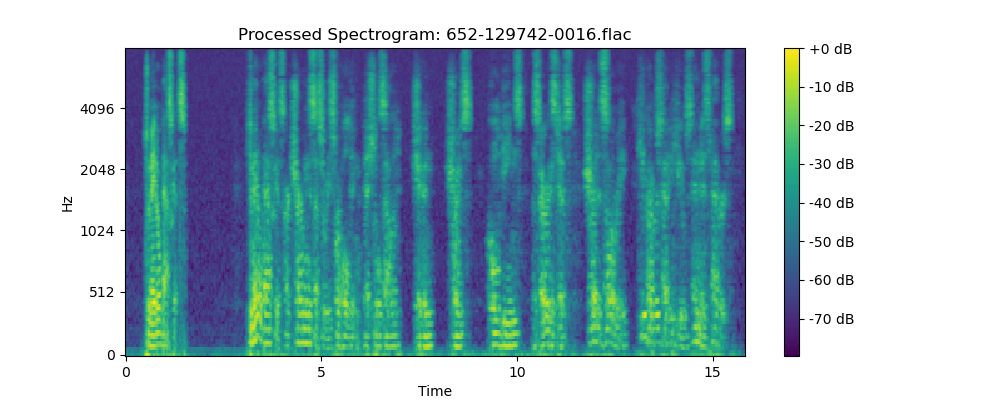 Processed Spectrogram: 652-129742-0016.flac
Hz
4096
2048
1024
512
0
0
5
10
15
Time
+0 dB
-10 dB
-20 dB
-30 dB
-40 dB
-50 dB
-60 dB
-70 dB